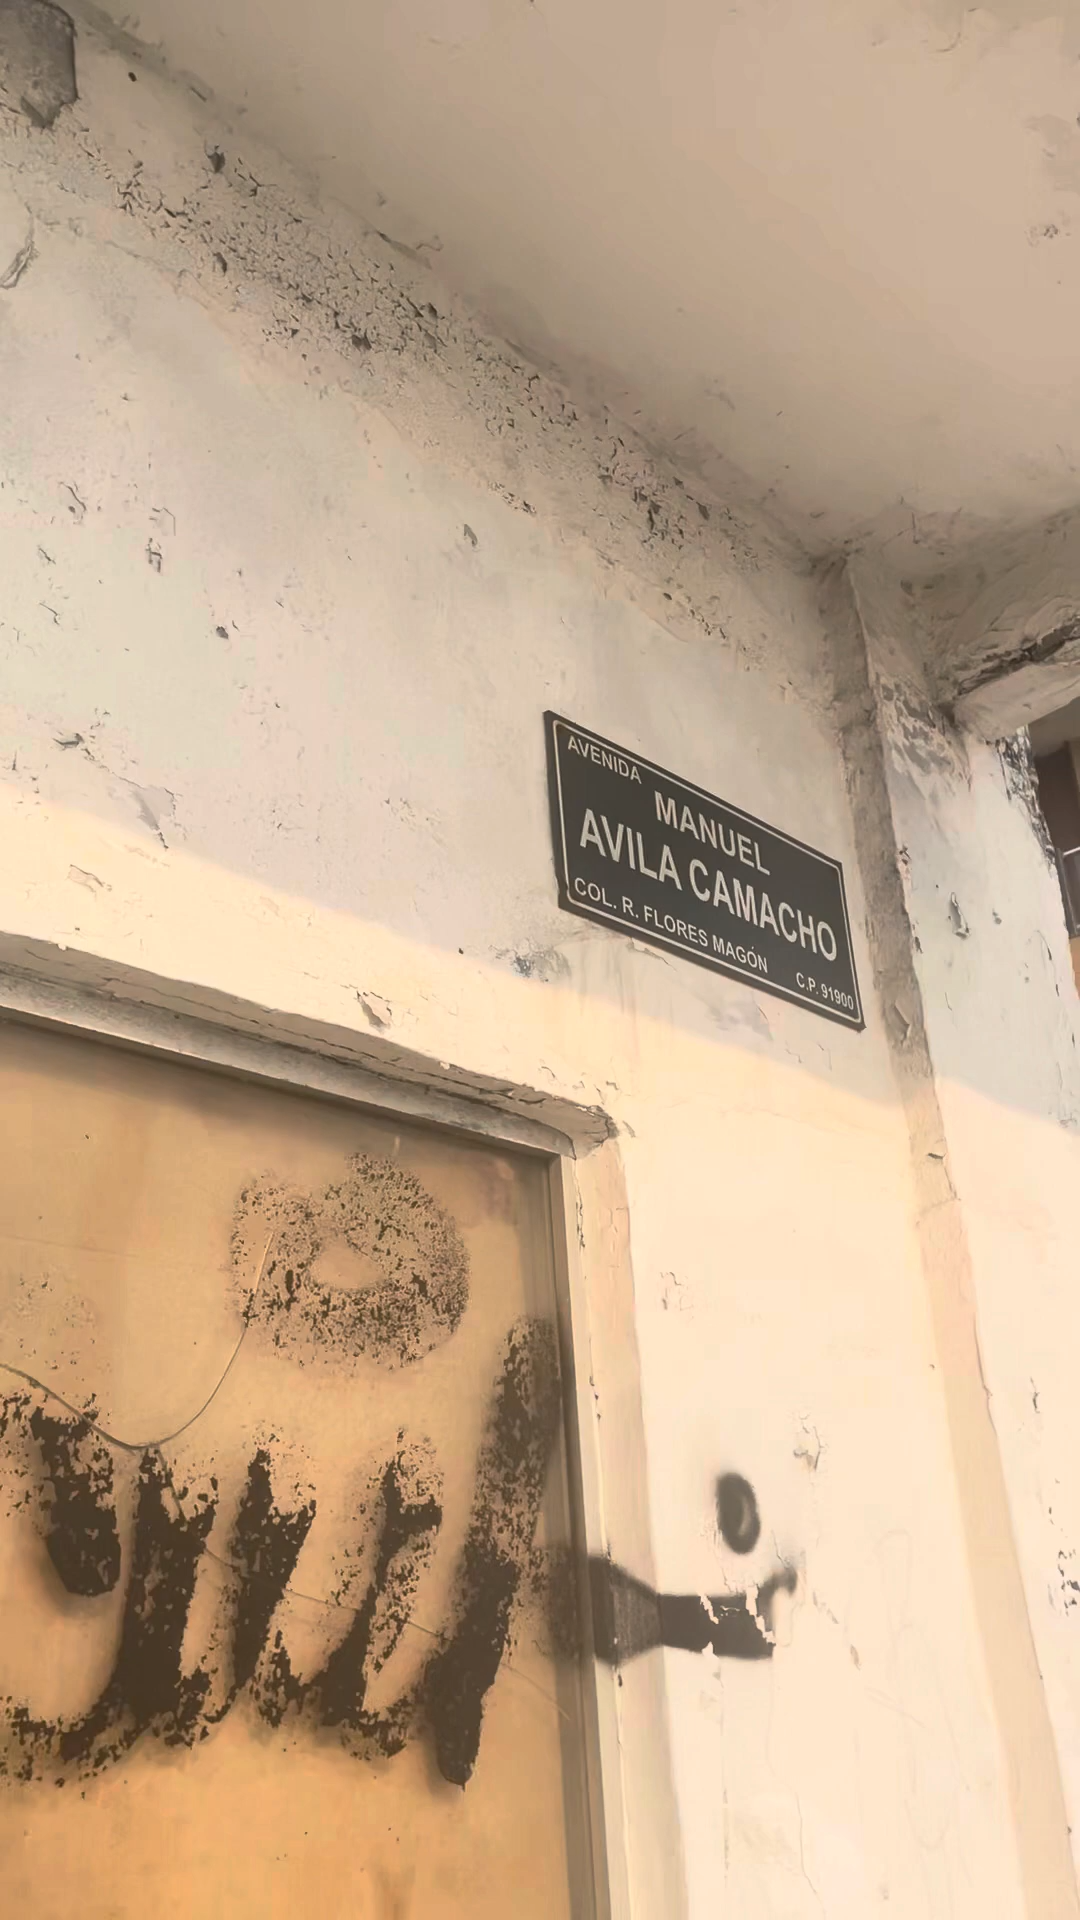 AVENIDA
MANUEL
AVILA CAMACHO
COL. R. FLORES MAGÓN
C.P. 91900